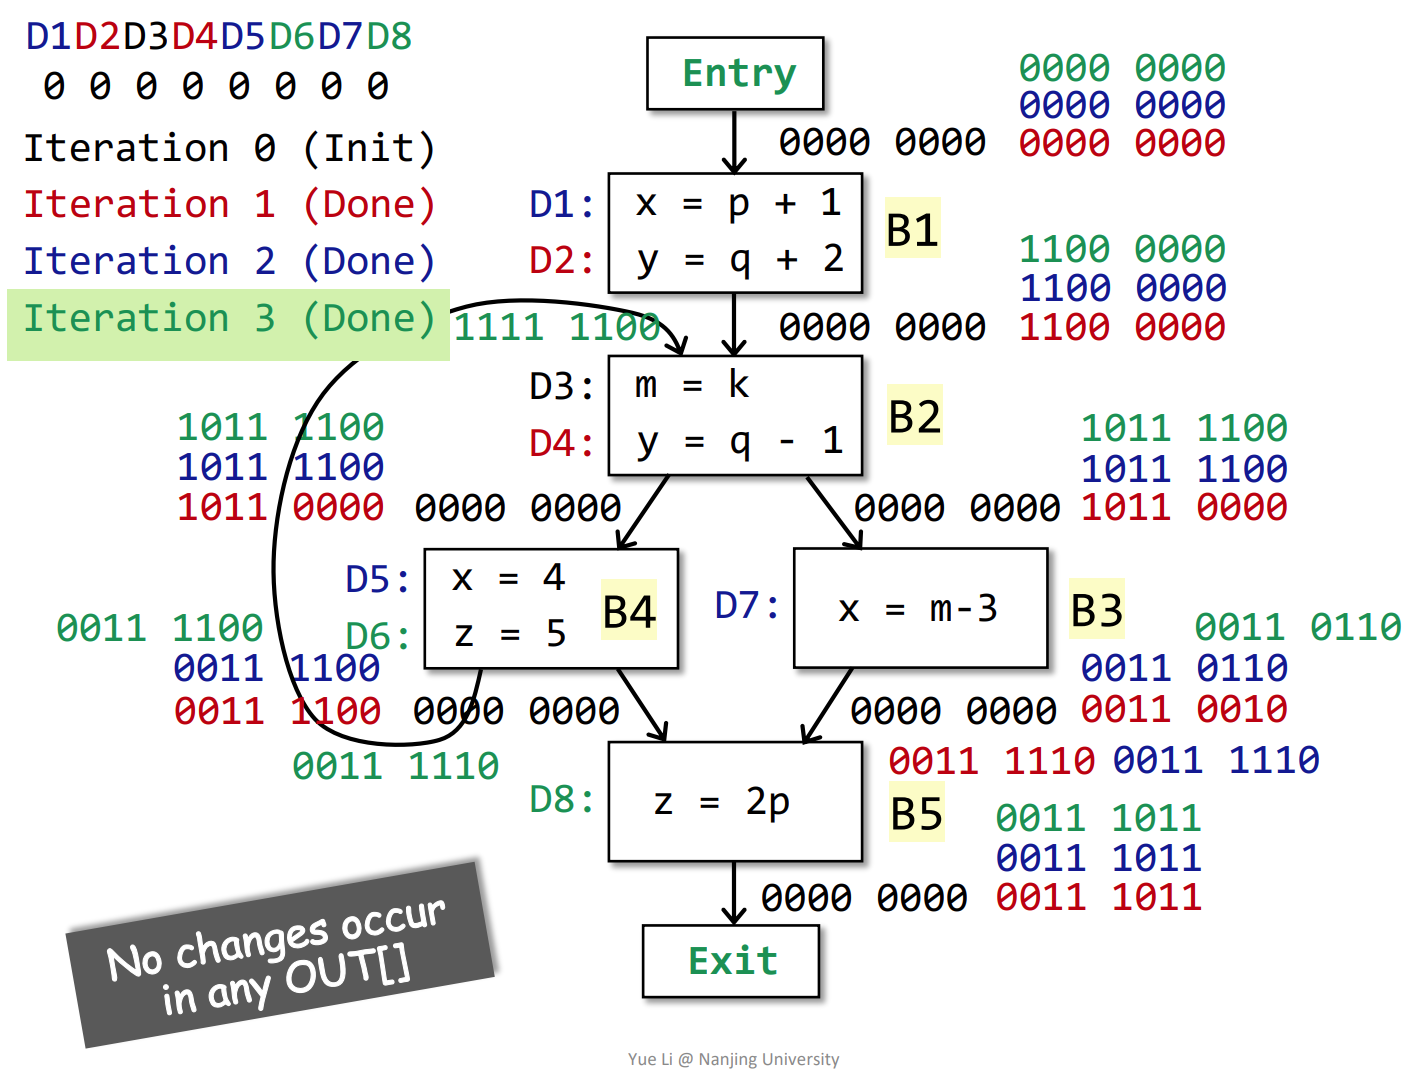 D1D2D3D4D5D6D7D8
0 0 0 0 0 0 0 0
Iteration 0 (Init)
Iteration 1 (Done)
Iteration 2 (Done)
Iteration 3 (Done)
Entry
0000 0000
0000 0000
0000 0000 0000 0000
D1: x = p + 1
D2: y = q + 2
B1
1100 0000
1100 0000
1111 1100 0000 0000 1100 0000
D3: m = k
D4: y = q - 1
B2
1011 1100
1011 1100
1011 0000 0000 0000
1011 1100
1011 1100
0000 0000 1011 0000
D5: x = 4
D6: z = 5
B4
D7: x = m-3
B3
0011 1100
0011 1100
0011 1100 0000 0000
0011 1110
0011 0110
0011 0110
0000 0000 0011 0010
0011 1110 0011 1110
D8: z = 2p
B5
0011 1011
0011 1011
0000 0000 0011 1011
Exit
No changes occur
in any OUT[]
Yue Li @ Nanjing University